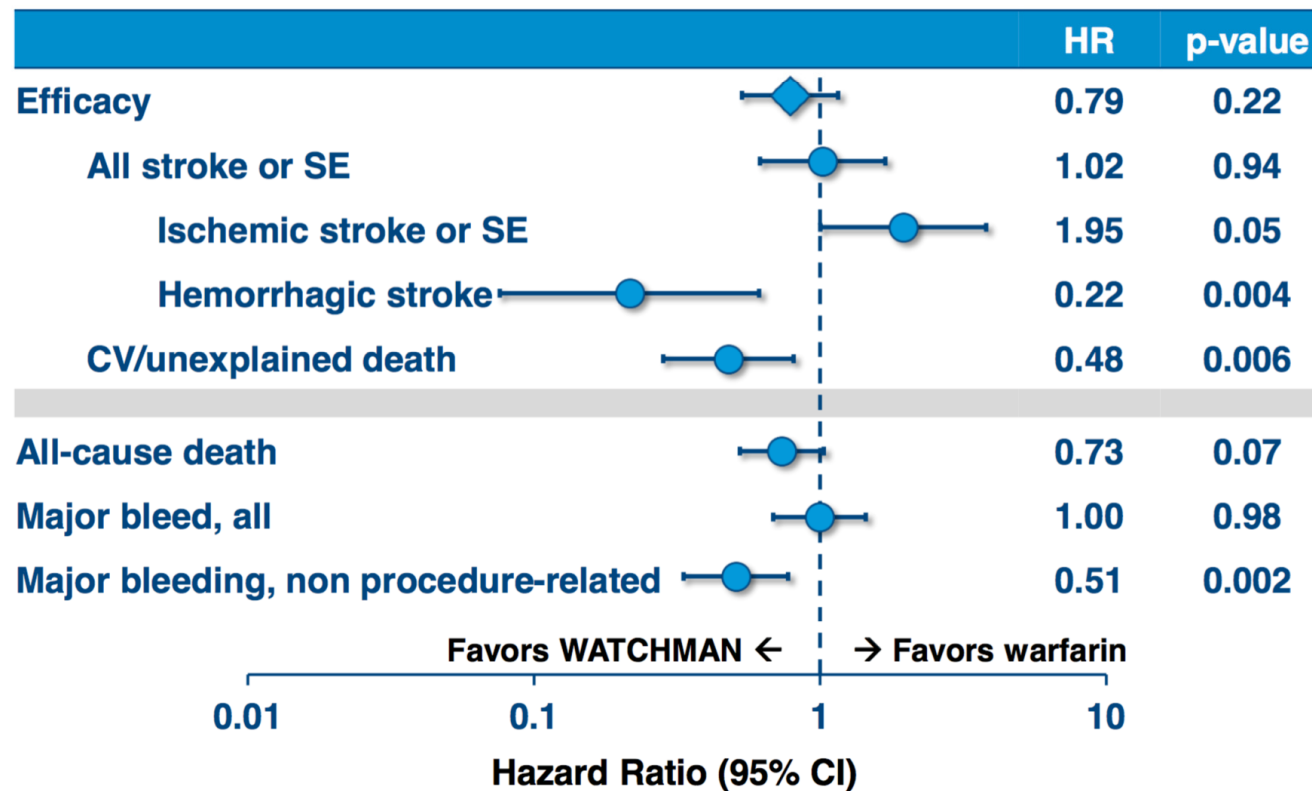 HR p-value
Efficacy 0.79 0.22
All stroke or SE 1.02 0.94
Ischemic stroke or SE 1.95 0.05
Hemorrhagic stroke 0.22 0.004
CV/unexplained death 0.48 0.006
All-cause death 0.73 0.07
Major bleed, all 1.00 0.98
Major bleeding, non procedure-related 0.51 0.002
Favors WATCHMAN ← → Favors warfarin
0.01 0.1 1 10
Hazard Ratio (95% CI)